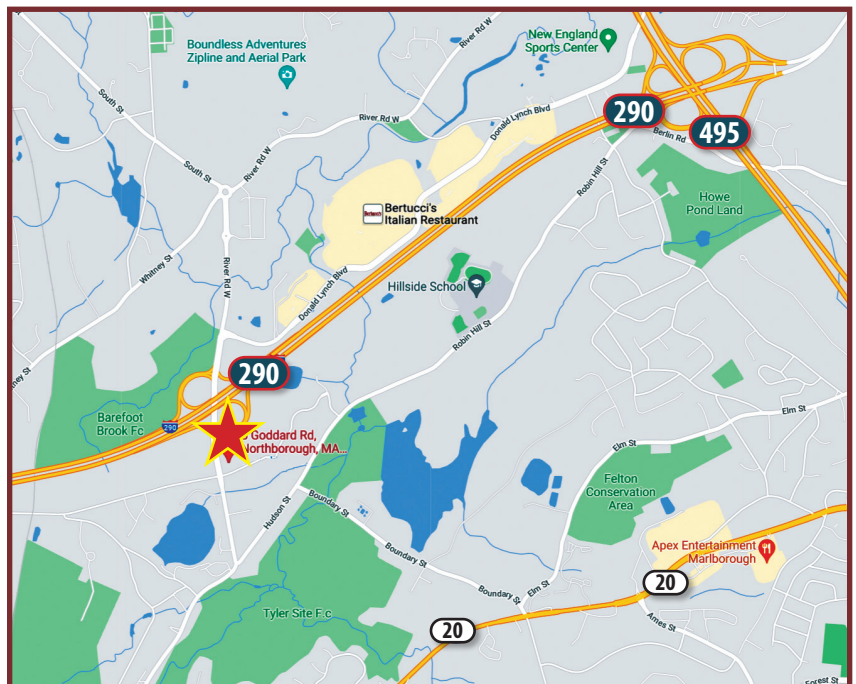 River Rd W
New England
Sports Center
Boundless Adventures
Zipline and Aerial Park
South St
River Rd W
Donald Lynch Blvd
290
495
Berlin Rd
South St
River Rd W
Robin Hill St
Howe
Pond Land
Bertucci's
Italian Restaurant
Whitney St
River Rd W
Donald Lynch Blvd
Hillside School
Robin Hill St
290
Barefoot
Brook Fc
290
Goddard Rd,
Northborough, MA...
Elm St
Elm St
Hudson St
Boundary St
Felton
Conservation
Area
Apex Entertainment
Marlborough
Boundary St
Boundary St
Elm St
20
Ames St
Tyler Site F.c
20
Forest St